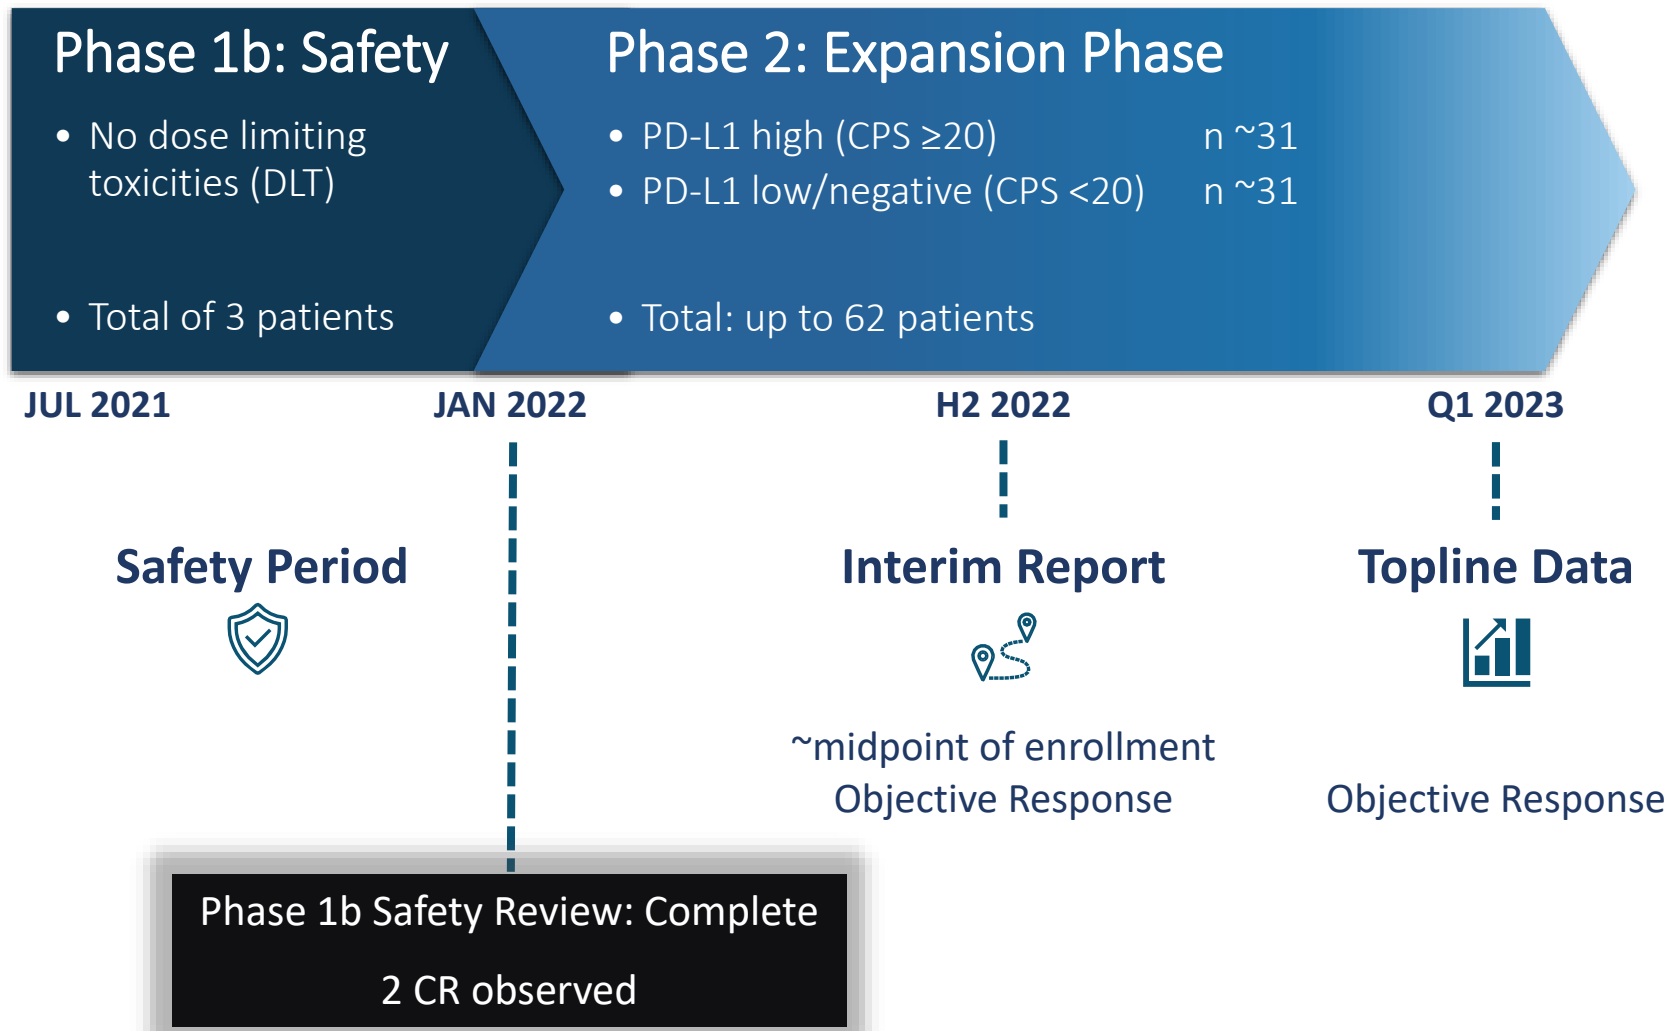 Phase 1b: Safety
• No dose limiting
toxicities (DLT)
• Total of 3 patients
Phase 2: Expansion Phase
• PD-L1 high (CPS ≥20) n ~31
• PD-L1 low/negative (CPS <20) n ~31
• Total: up to 62 patients
JUL 2021
JAN 2022
H2 2022
Q1 2023
Safety Period
Interim Report
Topline Data
~midpoint of enrollment
Objective Response
Objective Response
Phase 1b Safety Review: Complete
2 CR observed